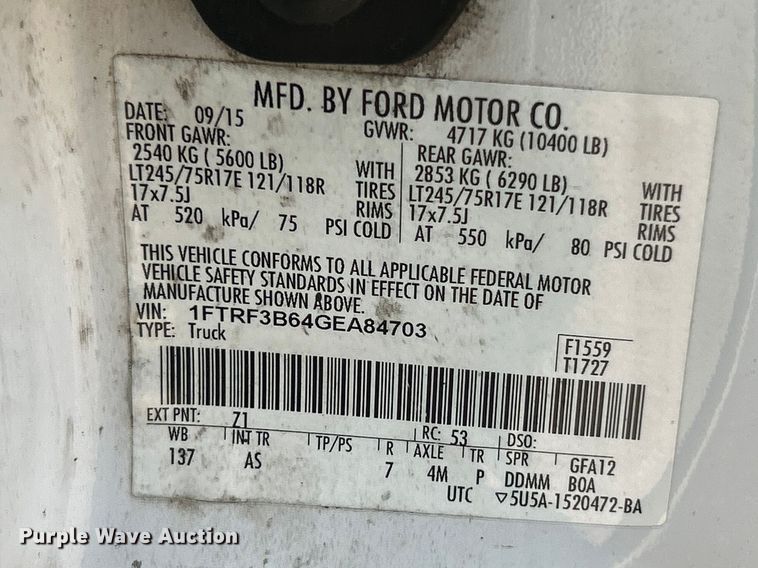 MFD. BY FORD MOTOR CO.
DATE: 09/15 GVWR: 4717 KG (10400 LB)
FRONT GAWR: REAR GAWR:
2540 KG ( 5600 LB) WITH 2853 KG ( 6290 LB) WITH
LT245/75R17E 121/118R TIRES LT245/75R17E 121/118R TIRES
17x7.5J RIMS 17x7.5J RIMS
AT 520 kPa/ 75 PSI COLD AT 550 kPa/ 80 PSI COLD
THIS VEHICLE CONFORMS TO ALL APPLICABLE FEDERAL MOTOR
VEHICLE SAFETY STANDARDS IN EFFECT ON THE DATE OF
MANUFACTURE SHOWN ABOVE.
VIN: 1FTRF3B64GEA84703
TYPE: Truck
F1559
T1727
EXT PNT: Z1 RC: 53 DSO:
WB INT TR TP/PS R AXLE TR SPR GFA12
137 AS 7 4M P DDMM BOA
UTC ▽5U5A-1520472-BA
Purple Wave Auction